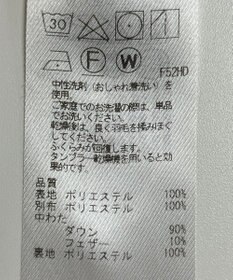 30
F
W
F52HD
中性洗剤(おしゃれ着洗い)を
使用。
ご家庭でのお洗濯の際は、単品
でお洗いください。
乾燥後は、良く羽毛を揉みほぐ
してください。
ふくらみが回復します。
タンブラー乾燥機を用いると効
果的です。
品質
表地 ポリエステル 100%
別布 ポリエステル 100%
中わた
ダウン 90%
フェザー 10%
裏地 ポリエステル 100%